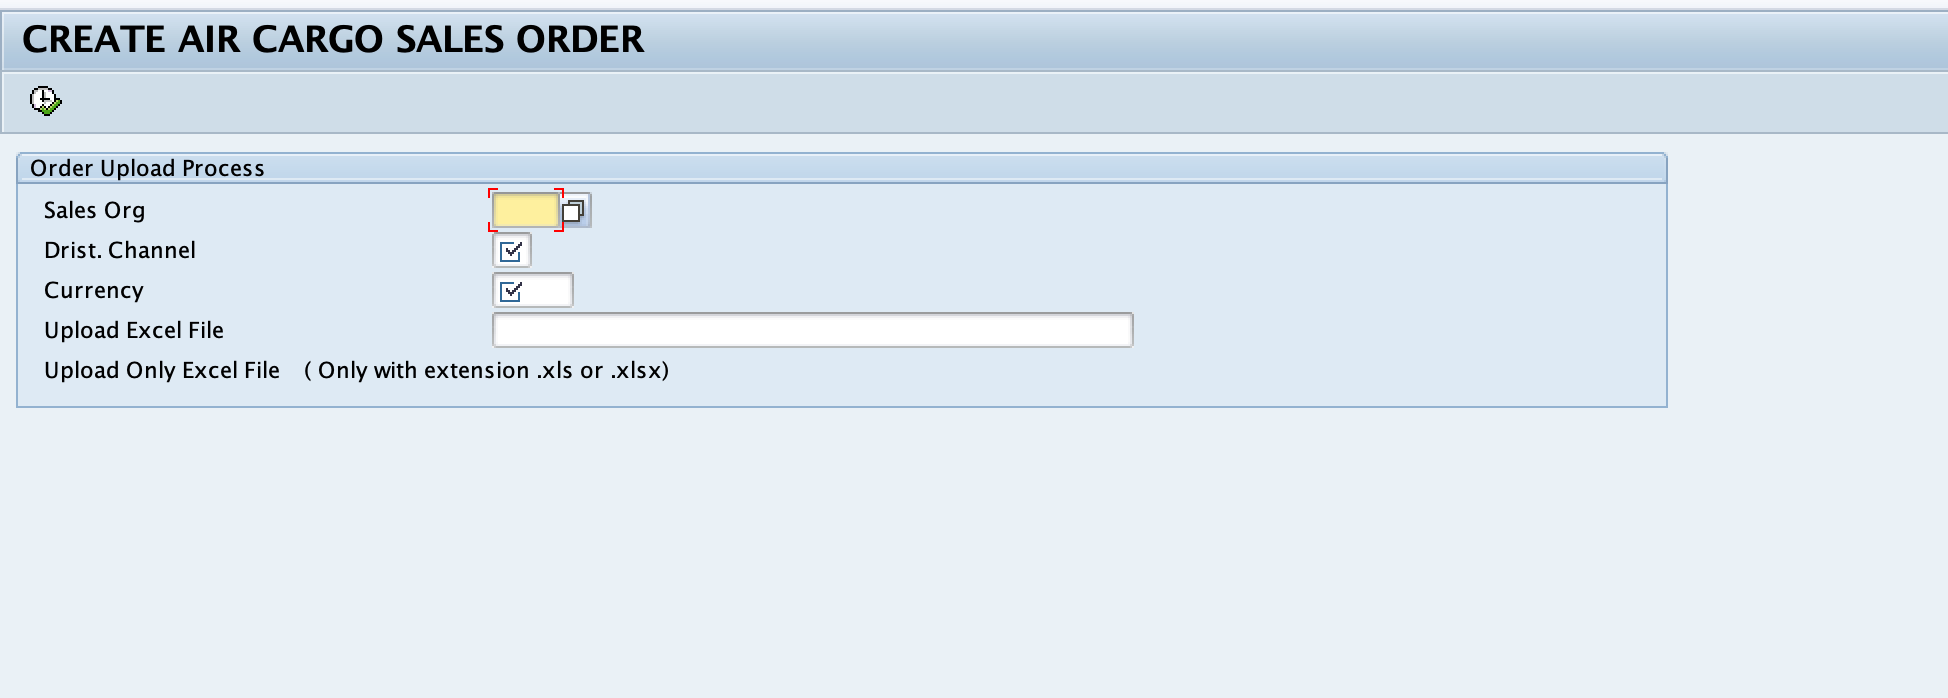 CREATE AIR CARGO SALES ORDER
Order Upload Process
Sales Org
Drist. Channel
Currency
Upload Excel File
Upload Only Excel File ( Only with extension .xls or .xlsx)